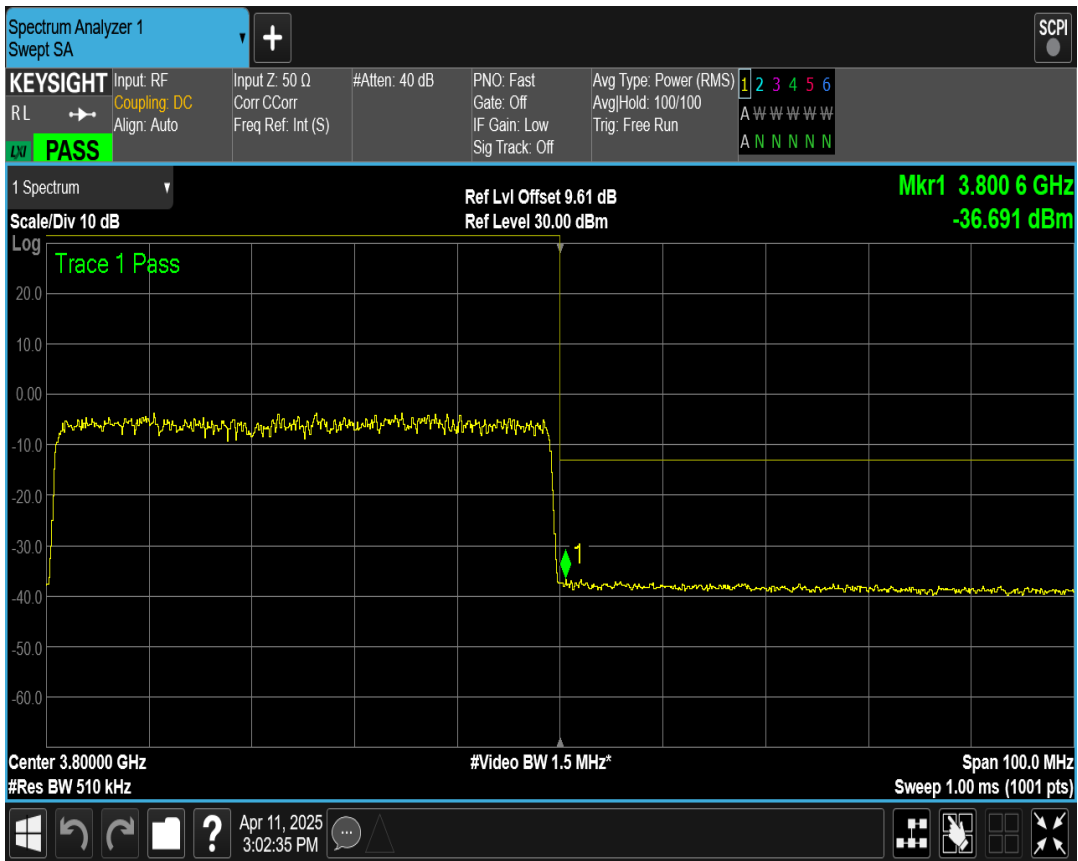 Spectrum Analyzer 1
Swept SA
+
SCPI
KEYSIGHT
R L
LXI PASS
Input: RF
Coupling: DC
Align: Auto
Input Z: 50 Ω
Corr CCorr
Freq Ref: Int (S)
#Atten: 40 dB
PNO: Fast
Gate: Off
IF Gain: Low
Sig Track: Off
Avg Type: Power (RMS)
Avg|Hold: 100/100
Trig: Free Run
1 2 3 4 5 6
A W W W W W
A N N N N N
1 Spectrum
Scale/Div 10 dB
Ref Lvl Offset 9.61 dB
Ref Level 30.00 dBm
Mkr1 3.800 6 GHz
-36.691 dBm
Log
Trace 1 Pass
20.0
10.0
0.00
-10.0
-20.0
-30.0
1
-40.0
-50.0
-60.0
Center 3.80000 GHz
#Video BW 1.5 MHz*
Span 100.0 MHz
#Res BW 510 kHz
Sweep 1.00 ms (1001 pts)
?
Apr 11, 2025
3:02:35 PM